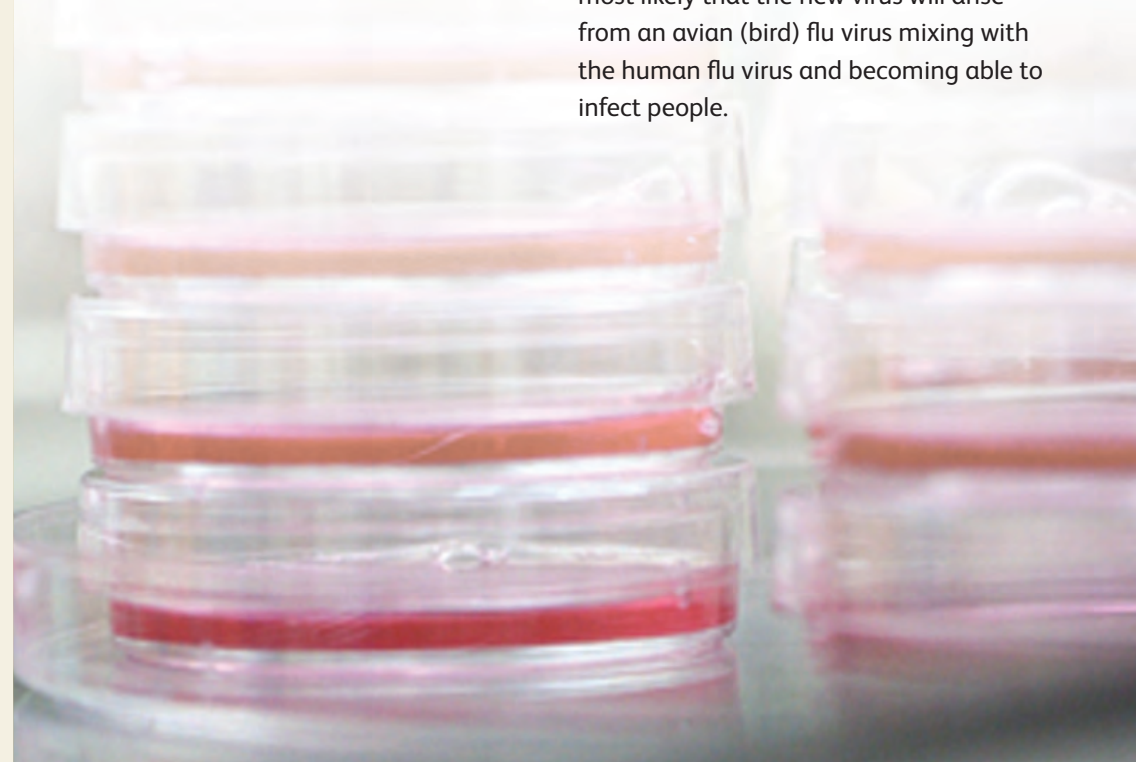 most likely that the new virus will arise
from an avian (bird) flu virus mixing with
the human flu virus and becoming able to
infect people.